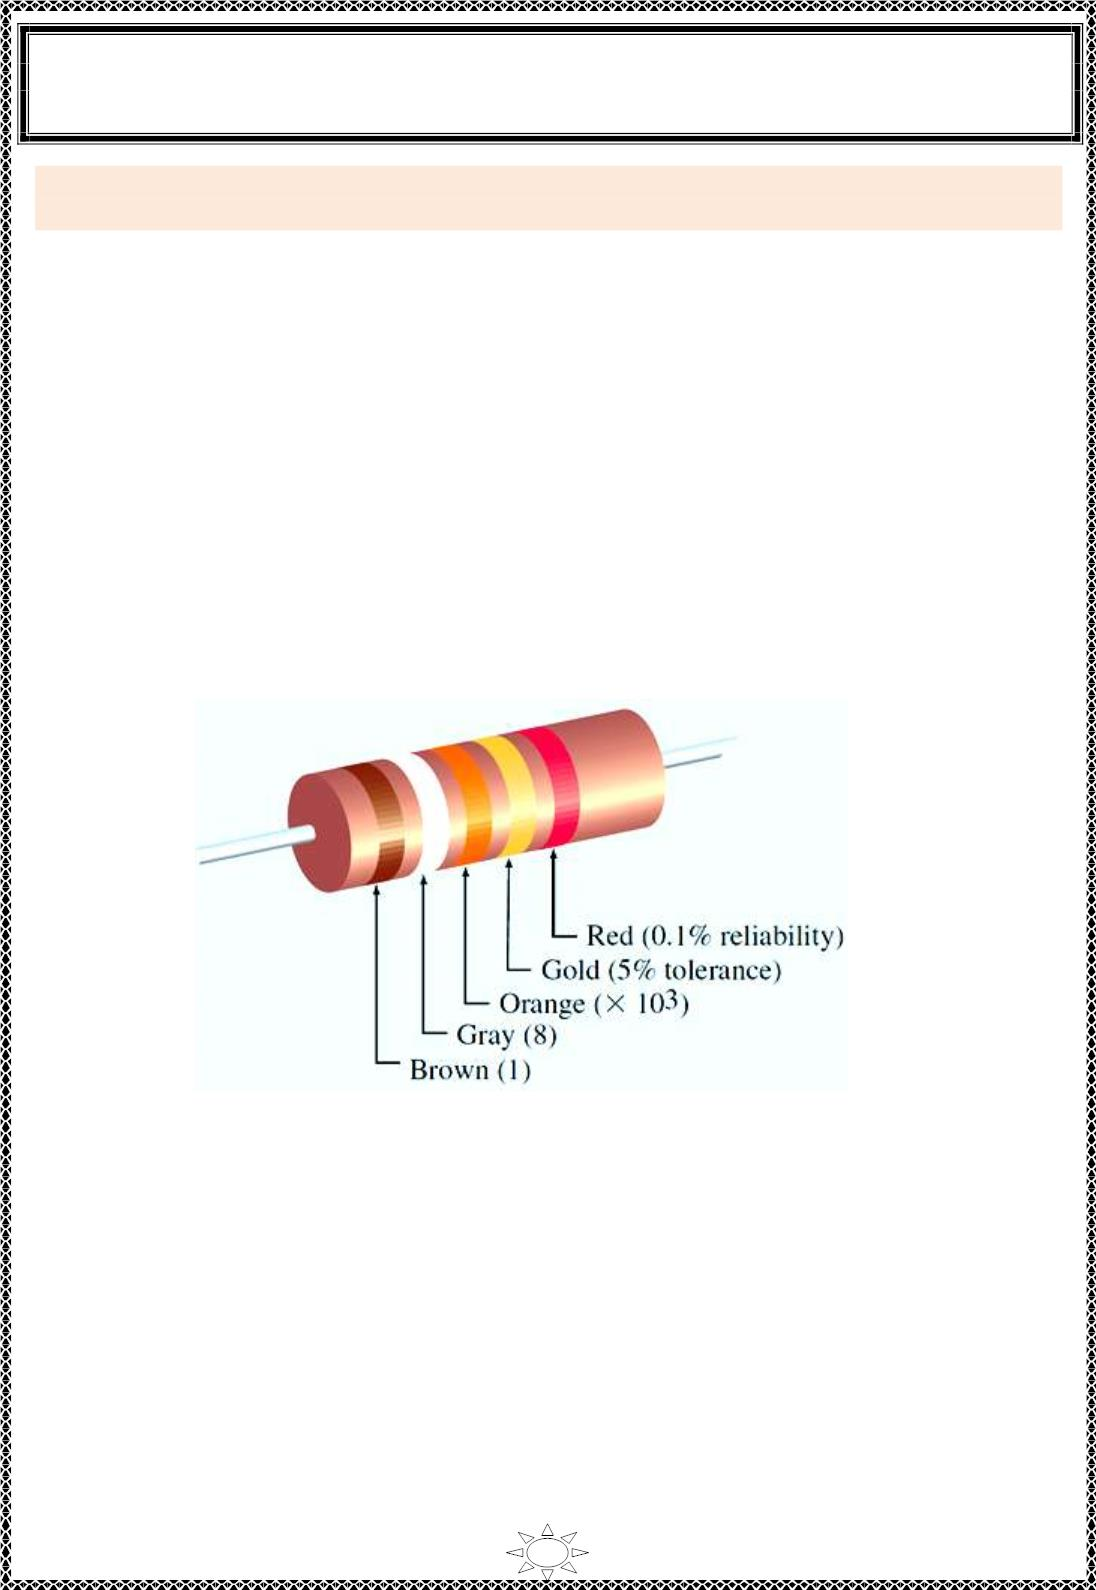 Red (0.1% reliability)
Gold (5% tolerance)
Orange (× 10³)
Gray (8)
Brown (1)